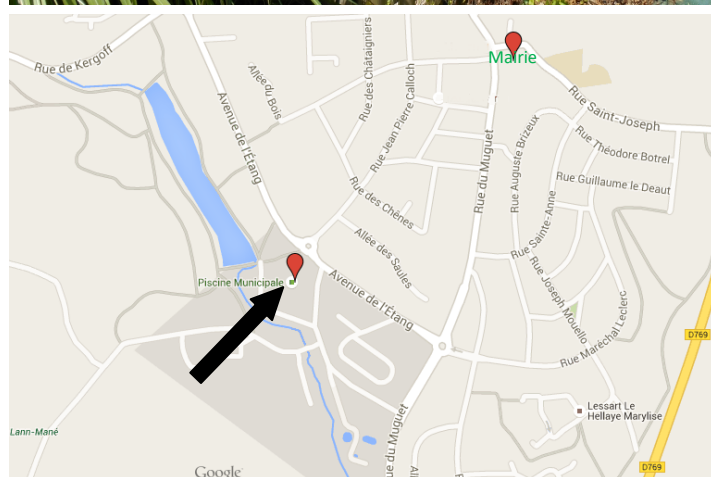 Rue de Kergoff
Allée du Bois
Avenue de l'Étang
Rue des Châtaigniers
Rue Jean Pierre Calloch
Mairie
Rue Saint-Joseph
Rue Théodore Botrel
Rue Guillaume le Deaut
Rue Auguste Brizeux
Rue du Muguet
Rue des Chênes
Allée des Saules
Rue Sainte-Anne
Rue Joseph Mouello
Piscine Municipale
Avenue de l'Étang
Rue Maréchal Leclerc
D769
Lessart Le
Hellaye Marylise
Lann-Mané
ue du Muguet
Al
D769
Google